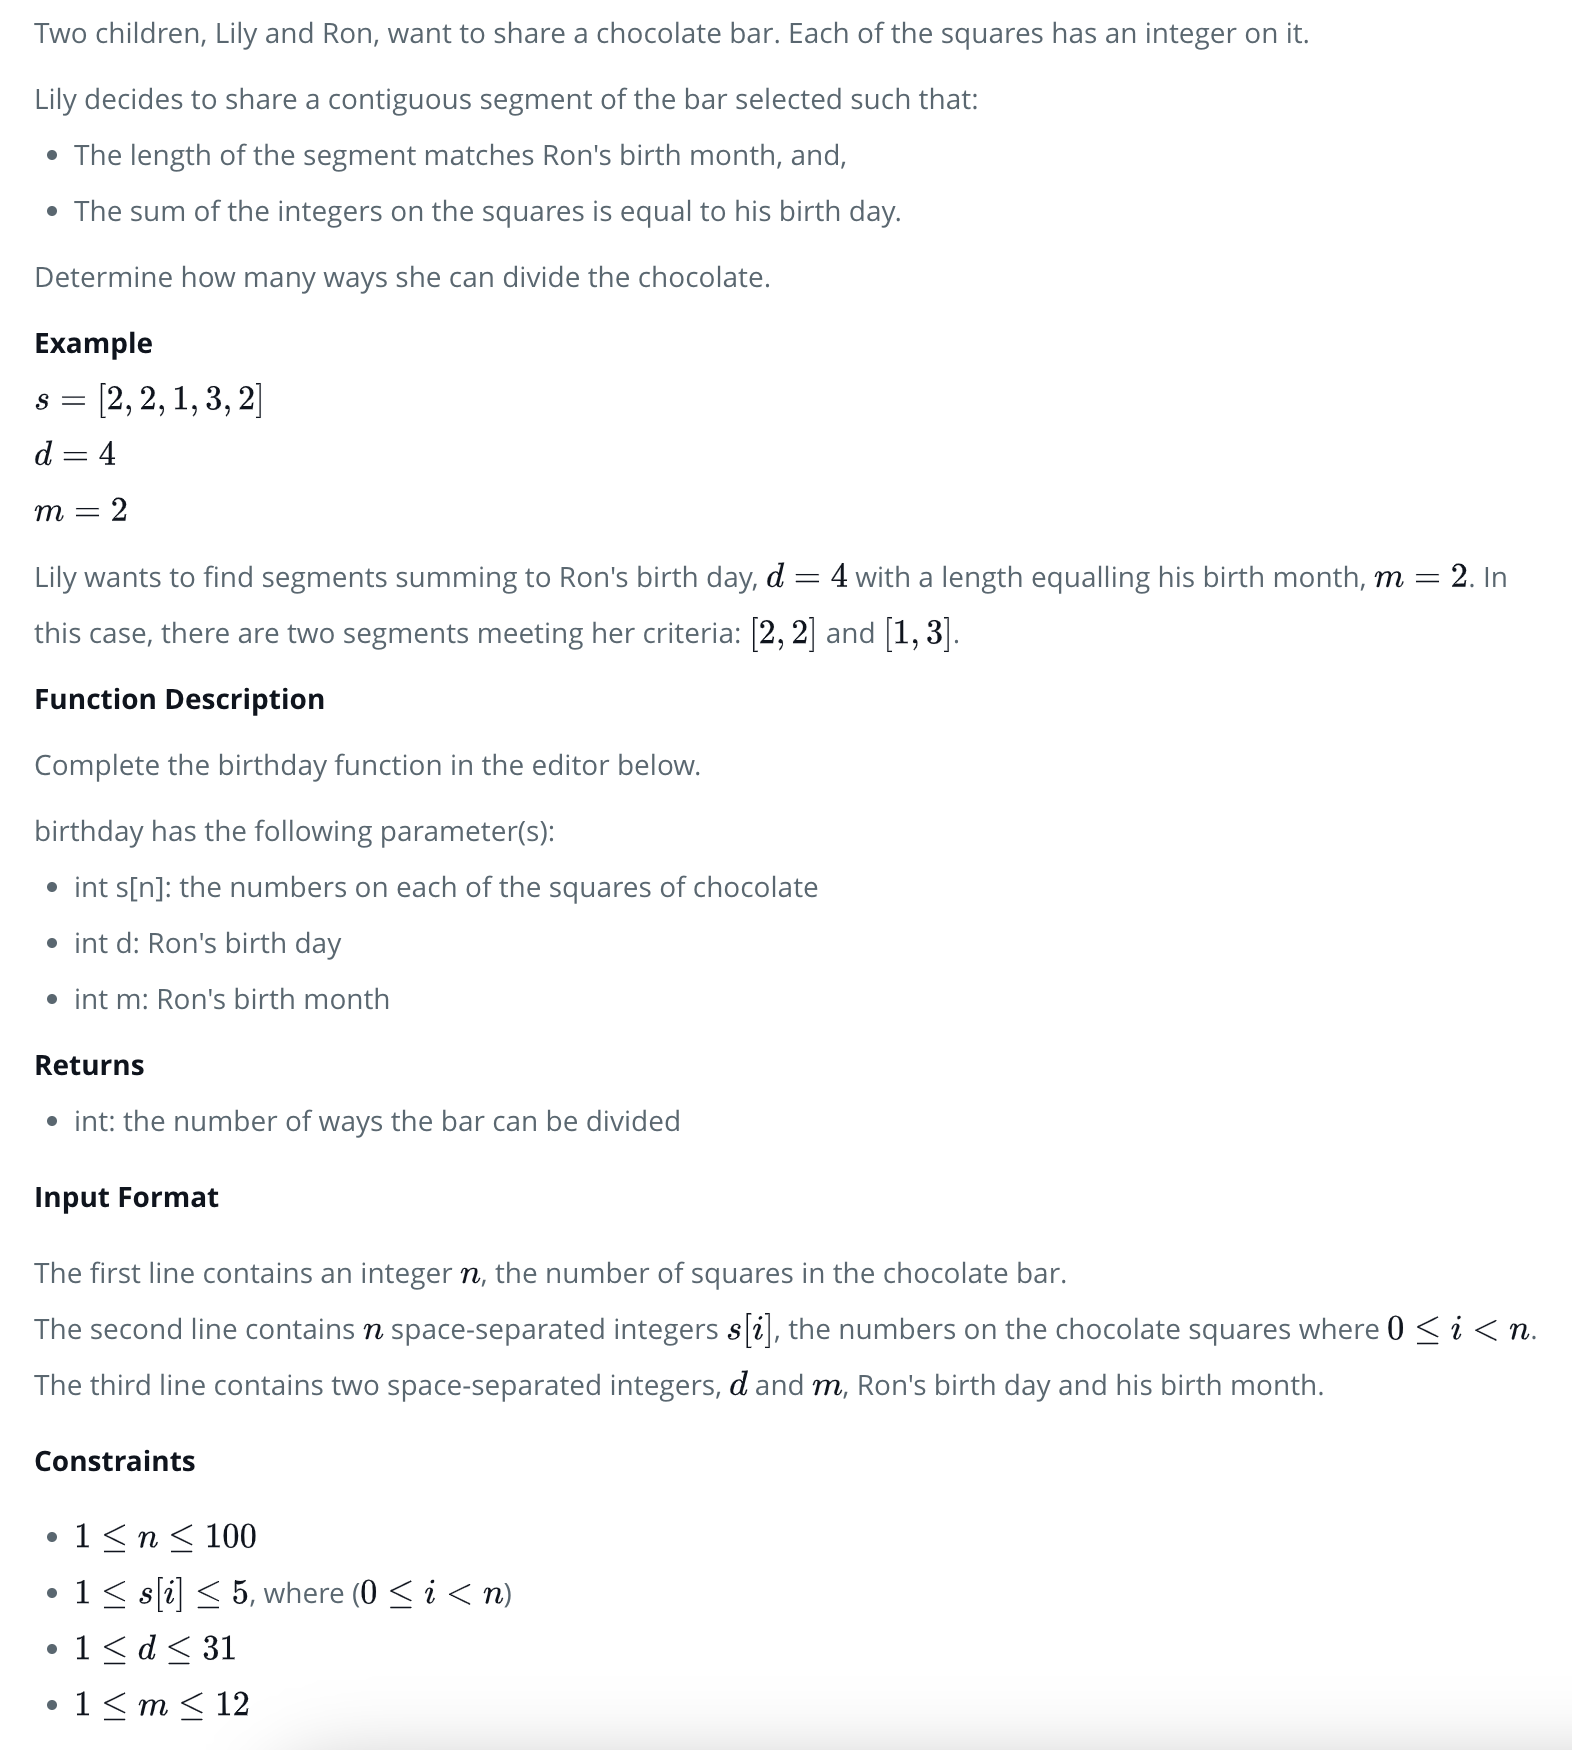 Two children, Lily and Ron, want to share a chocolate bar. Each of the squares has an integer on it.
Lily decides to share a contiguous segment of the bar selected such that:
• The length of the segment matches Ron's birth month, and,
• The sum of the integers on the squares is equal to his birth day.
Determine how many ways she can divide the chocolate.
Example
s = [2, 2, 1, 3, 2]
d = 4
m = 2
Lily wants to find segments summing to Ron's birth day, d = 4 with a length equalling his birth month, m = 2. In
this case, there are two segments meeting her criteria: [2, 2] and [1, 3].
Function Description
Complete the birthday function in the editor below.
birthday has the following parameter(s):
• int s[n]: the numbers on each of the squares of chocolate
• int d: Ron's birth day
• int m: Ron's birth month
Returns
• int: the number of ways the bar can be divided
Input Format
The first line contains an integer n, the number of squares in the chocolate bar.
The second line contains n space-separated integers s[i], the numbers on the chocolate squares where 0 ≤ i < n.
The third line contains two space-separated integers, d and m, Ron's birth day and his birth month.
Constraints
• 1 ≤ n ≤ 100
• 1 ≤ s[i] ≤ 5, where (0 ≤ i < n)
• 1 ≤ d ≤ 31
• 1 ≤ m ≤ 12